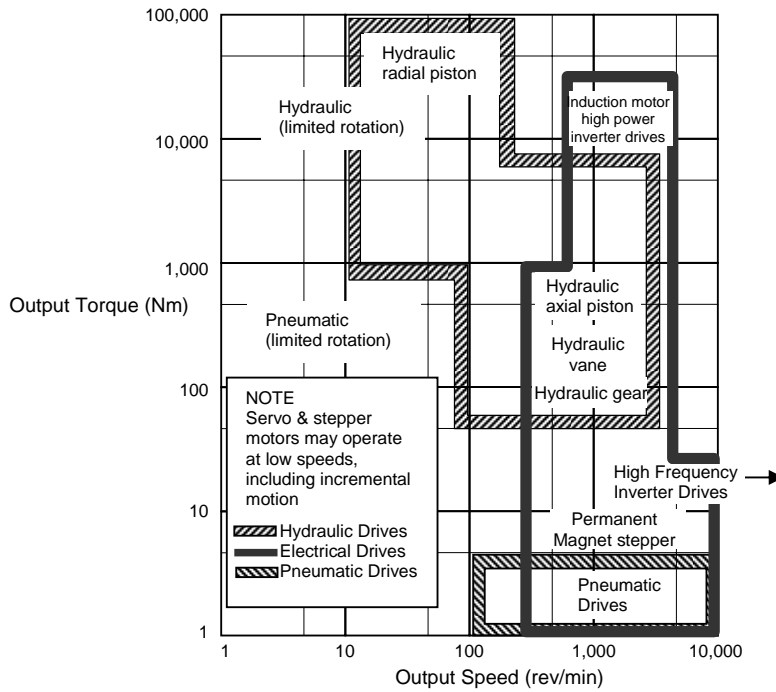 100,000
Hydraulic
radial piston
Hydraulic
(limited rotation)
Induction motor
high power
inverter drives
10,000
1,000
Output Torque (Nm)
Hydraulic
axial piston
Pneumatic
(limited rotation)
Hydraulic
vane
Hydraulic gear
100
NOTE
Servo & stepper
motors may operate
at low speeds,
including incremental
motion
Hydraulic Drives
Electrical Drives
Pneumatic Drives
High Frequency
Inverter Drives
10
Permanent
Magnet stepper
Pneumatic
Drives
1
1 10 100 1,000 10,000
Output Speed (rev/min)